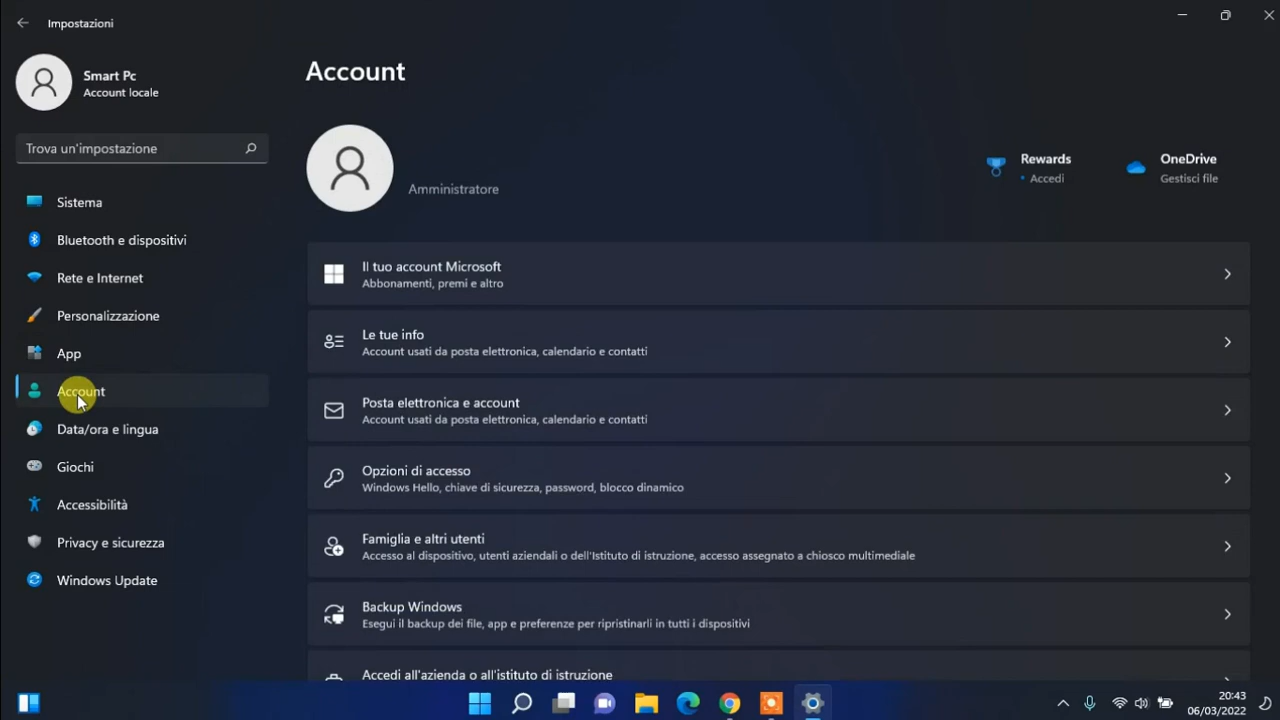 Impostazioni
Smart Pc
Account locale
Trova un'impostazione
Sistema
Bluetooth e dispositivi
Rete e Internet
Personalizzazione
App
Account
Data/ora e lingua
Giochi
Accessibilità
Privacy e sicurezza
Windows Update
Account
Amministratore
Rewards
Accedi
OneDrive
Gestisci file
Il tuo account Microsoft
Abbonamenti, premi e altro
Le tue info
Account usati da posta elettronica, calendario e contatti
Posta elettronica e account
Account usati da posta elettronica, calendario e contatti
Opzioni di accesso
Windows Hello, chiave di sicurezza, password, blocco dinamico
Famiglia e altri utenti
Accesso al dispositivo, utenti aziendali o dell'Istituto di istruzione, accesso assegnato a chiosco multimediale
Backup Windows
Esegui il backup dei file, app e preferenze per ripristinarli in tutti i dispositivi
Accedi all'azienda o all'istituto di istruzione
20:43
06/03/2022